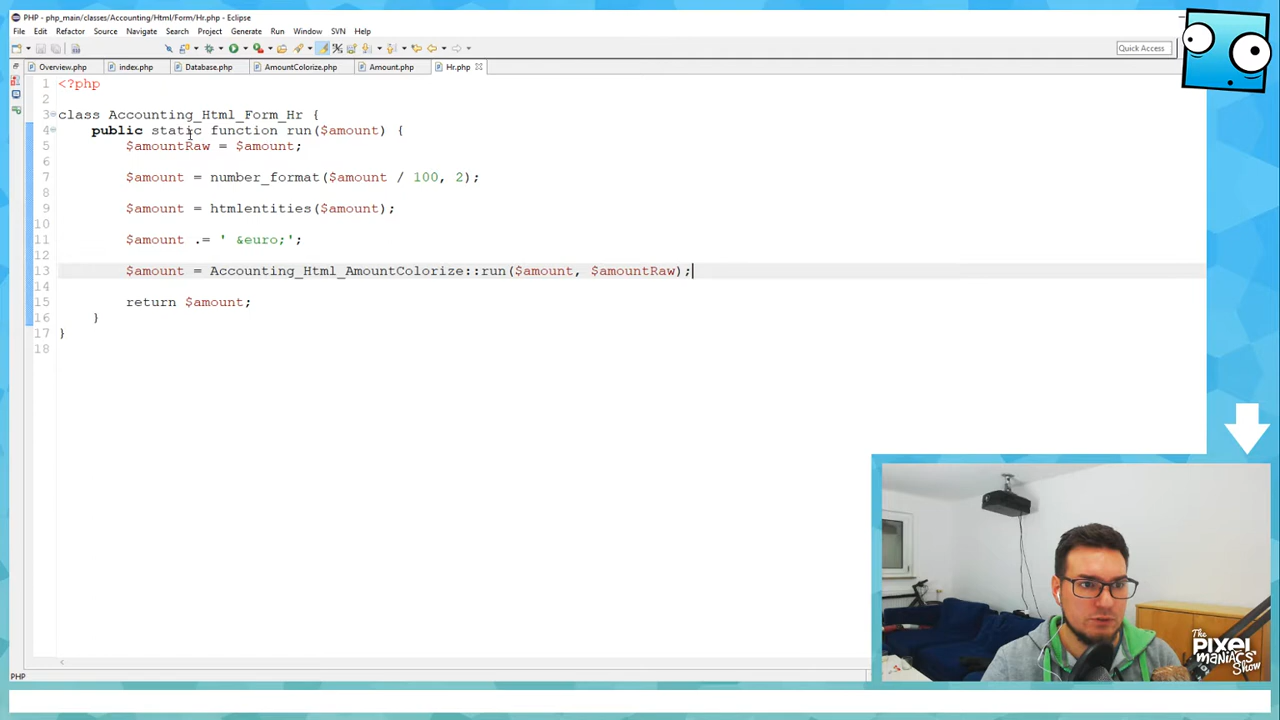 PHP - php_main/classes/Accounting/Html/Form/Hr.php - Eclipse
File Edit Refactor Source Navigate Search Project Generate Run Window SVN Help
Quick Access
Overview.php index.php Database.php AmountColorize.php Amount.php Hr.php
1 <?php
2
3 class Accounting_Html_Form_Hr {
4 public static function run($amount) {
5 $amountRaw = $amount;
6
7 $amount = number_format($amount / 100, 2);
8
9 $amount = htmlentities($amount);
10
11 $amount .= ' &euro;';
12
13 $amount = Accounting_Html_AmountColorize::run($amount, $amountRaw);
14
15 return $amount;
16 }
17 }
18
PHP
The
PIXEL
MANIACS
Show